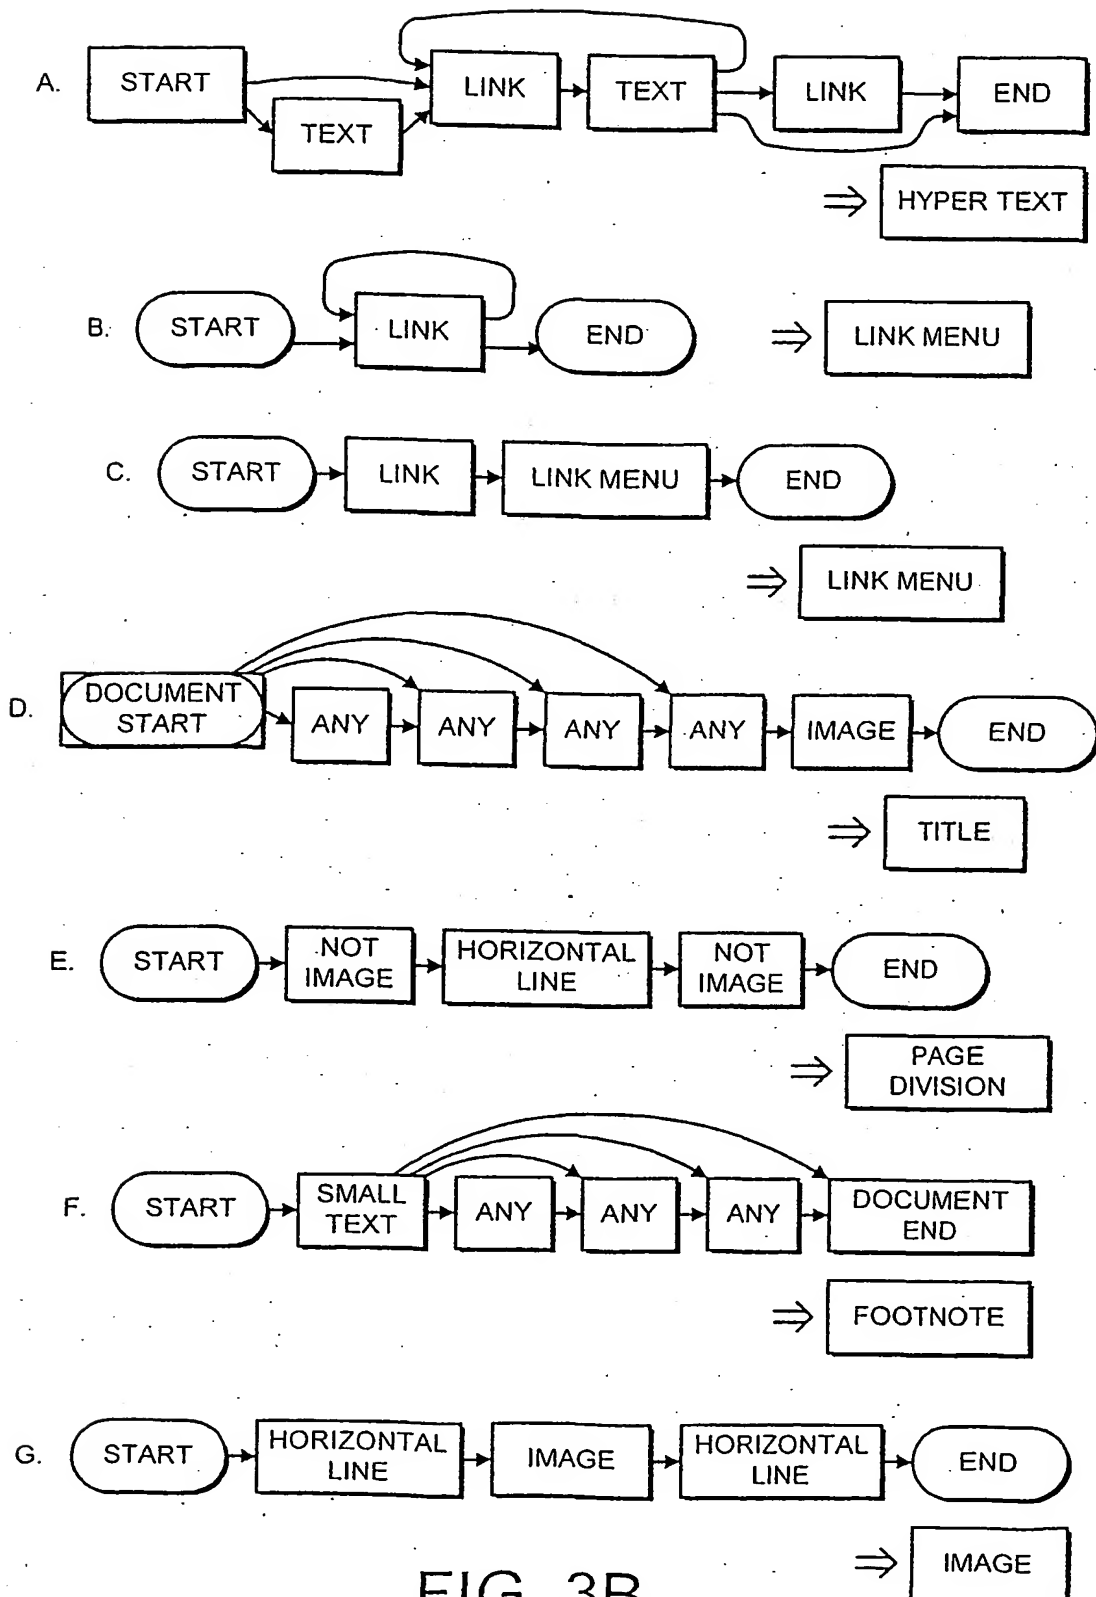 A. START TEXT LINK TEXT LINK END
HYPER TEXT
B. START LINK END LINK MENU
C. START LINK LINK MENU END
LINK MENU
D. DOCUMENT START ANY ANY ANY ANY IMAGE END
TITLE
E. START NOT IMAGE HORIZONTAL LINE NOT IMAGE END
PAGE DIVISION
F. START SMALL TEXT ANY ANY ANY DOCUMENT END
FOOTNOTE
G. START HORIZONTAL LINE IMAGE HORIZONTAL LINE END
IMAGE
FIG. 3B